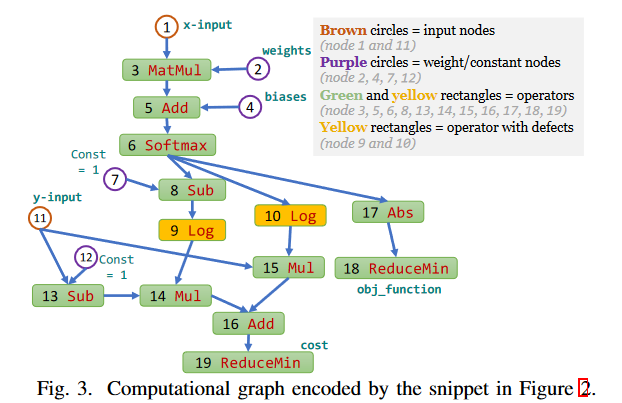 1 x-input
Brown circles = input nodes
(node 1 and 11)
Purple circles = weight/constant nodes
(node 2, 4, 7, 12)
Green and yellow rectangles = operators
(node 3, 5, 6, 8, 13, 14, 15, 16, 17, 18, 19)
Yellow rectangles = operator with defects
(node 9 and 10)
weights
3 MatMul
2
biases
5 Add
4
6 Softmax
Const
= 1
7
8 Sub
y-input
11
10 Log
17 Abs
9 Log
12
Const
= 1
13 Sub
14 Mul
15 Mul
18 ReduceMin
obj_function
16 Add
cost
19 ReduceMin
Fig. 3. Computational graph encoded by the snippet in Figure 2.